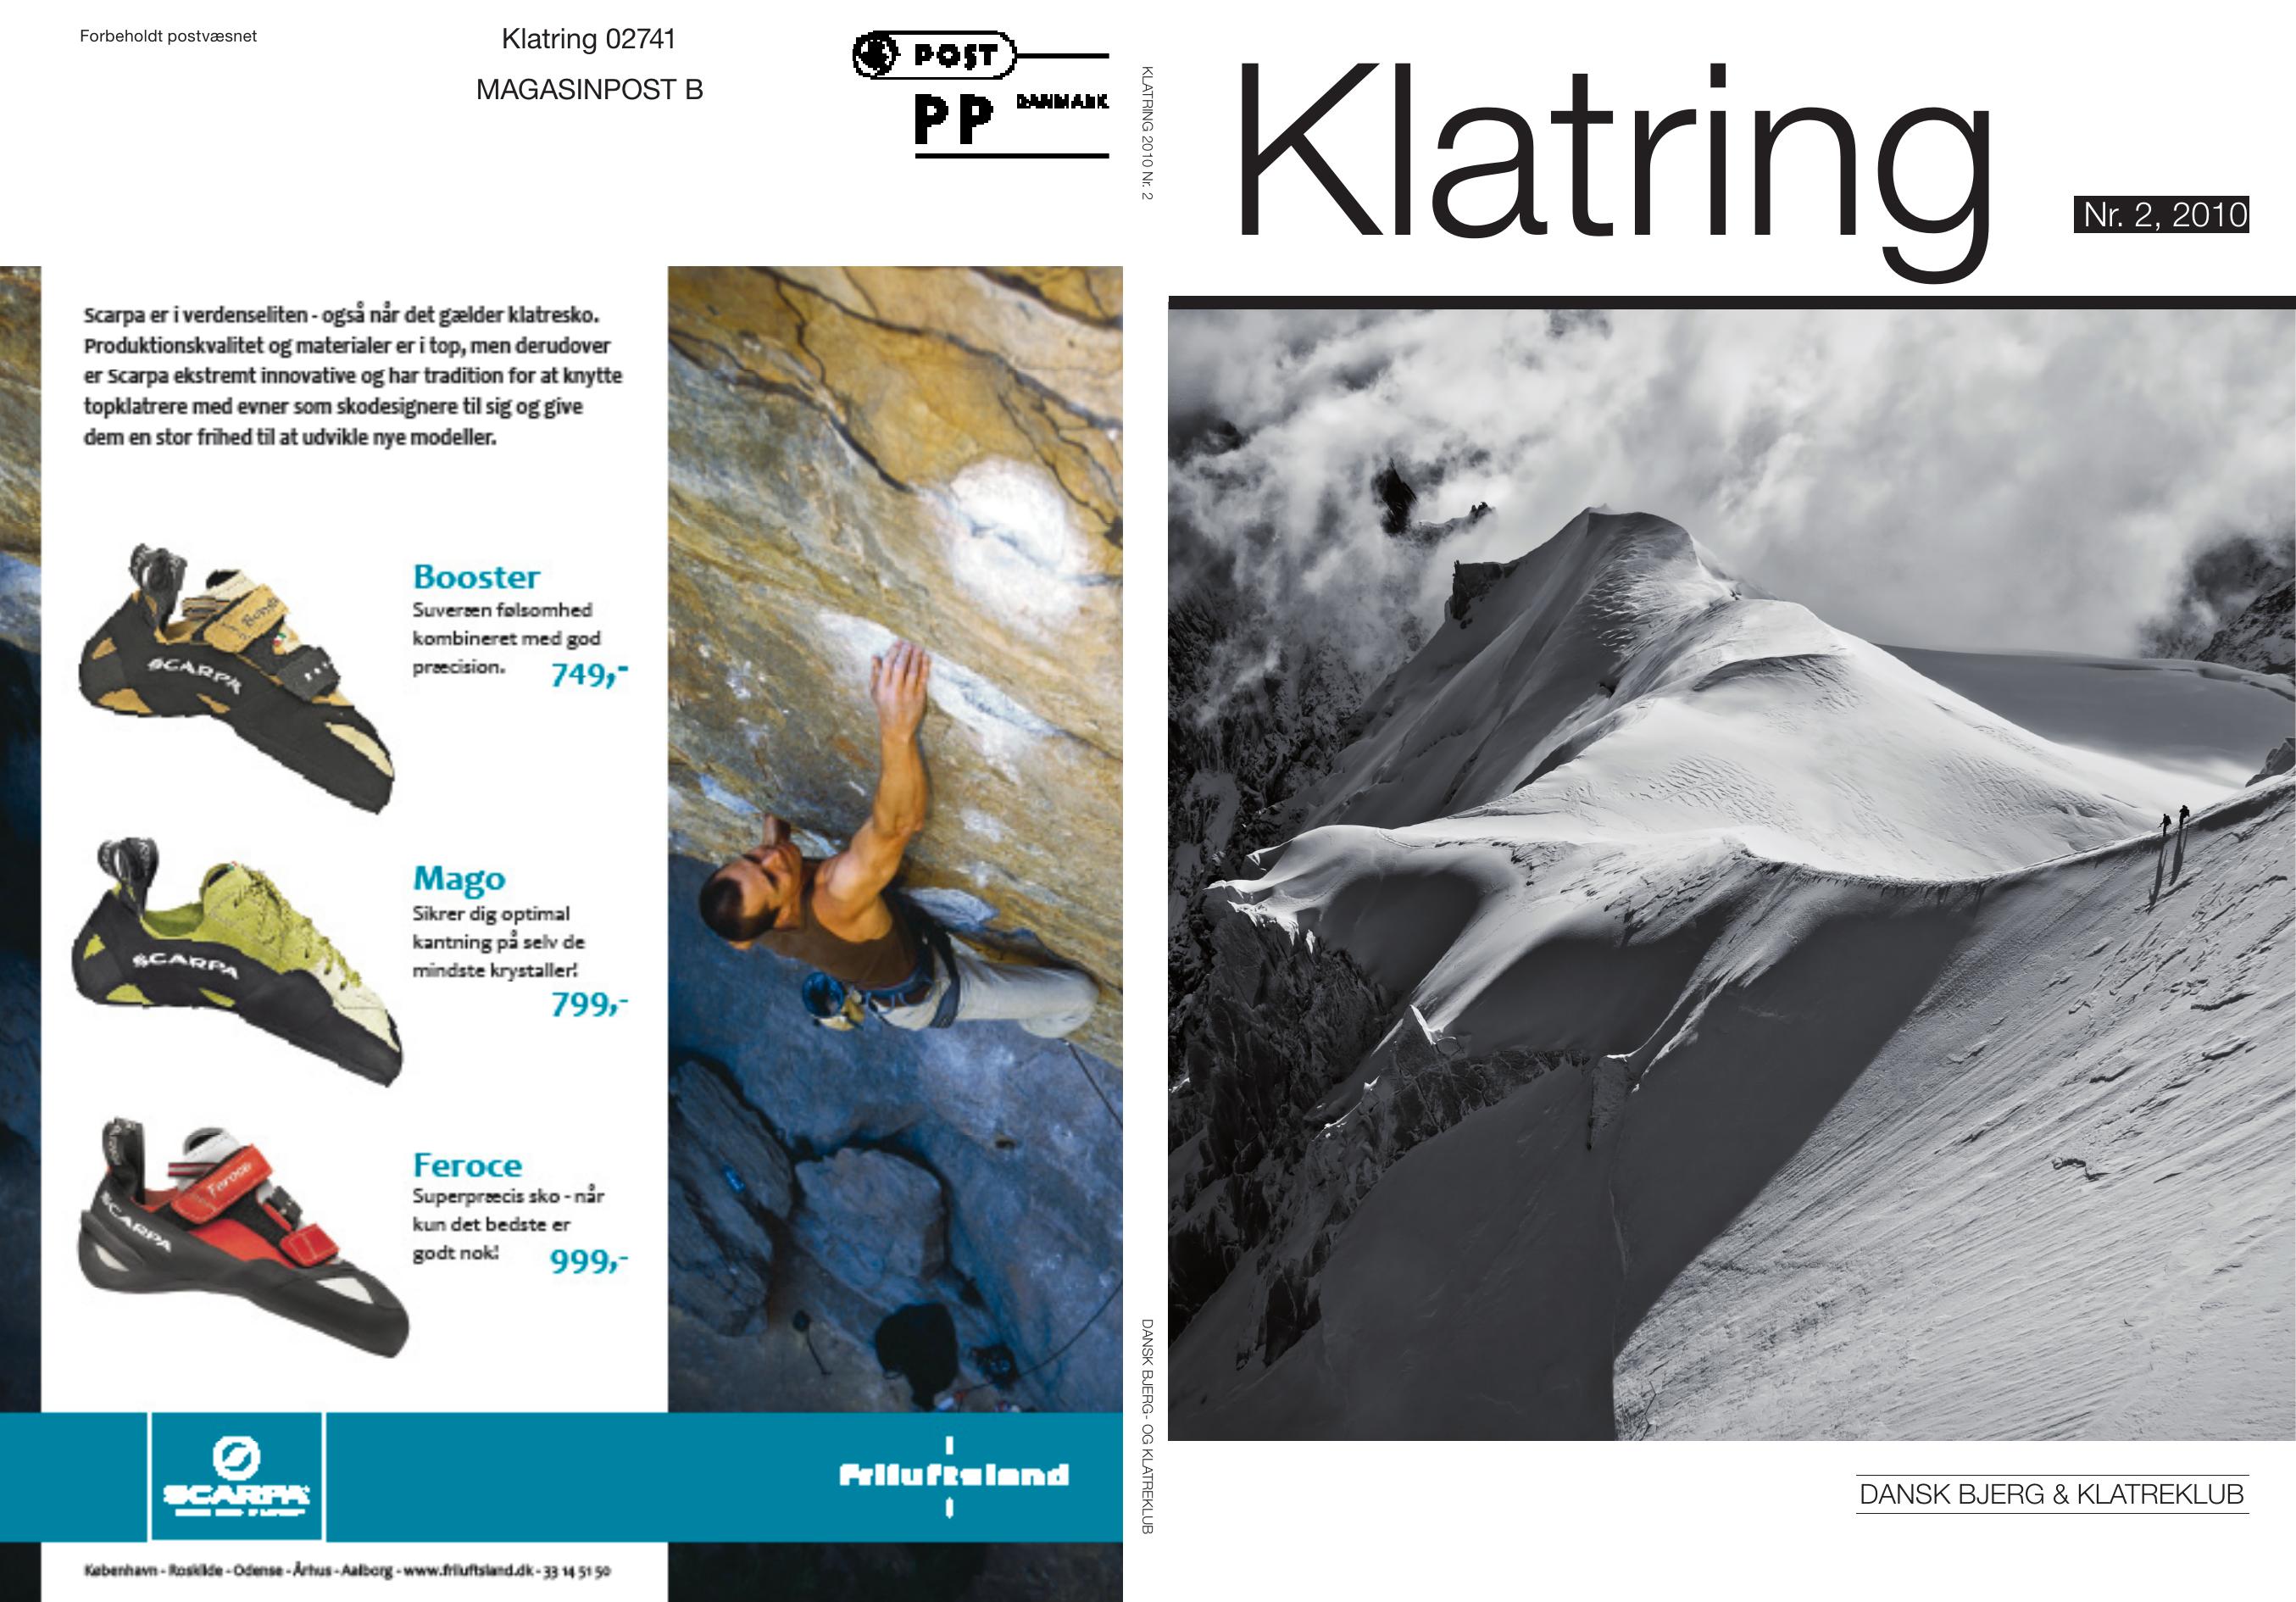 Forbeholdt postvæsnet
Klatring 02741
MAGASINPOST B
POST
PP DANMARK
Scarpa er i verdenseliten - også når det gælder klatresko.
Produktionskvalitet og materialer er i top, men derudover
er Scarpa ekstremt innovative og har tradition for at knytte
topklatrere med evner som skodesignere til sig og give
dem en stor frihed til at udvikle nye modeller.
SCARPA
Booster
Suveræn følsomhed
kombineret med god
præcision.
749,-
SCARPA
Mago
Sikrer dig optimal
kantning på selv de
mindste krystaller!
799,-
Feroce
SCARPA
Feroce
Superpræcis sko - når
kun det bedste er
godt nok!
999,-
SCARPA
Friluftsland
København - Roskilde - Odense - Århus - Aalborg - www.friluftsland.dk - 33 14 51 50
KLATRING 2010 Nr. 2
DANSK BJERG- OG KLATREKLUB
Klatring
Nr. 2, 2010
DANSK BJERG & KLATREKLUB